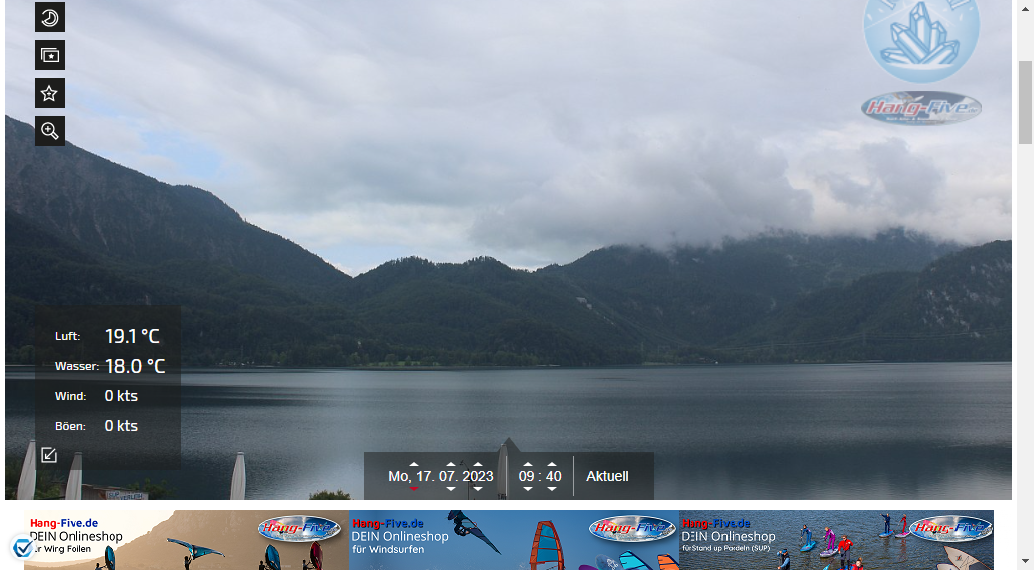 Hang-Five.de
Luft: 19.1 °C
Wasser: 18.0 °C
Wind: 0 kts
Böen: 0 kts
Mo, 17. 07. 2023 09 : 40 Aktuell
Hang-Five.de
DEIN Onlineshop
für Wing Foilen
Hang-Five
Hang-Five.de
DEIN Onlineshop
für Windsurfen
Hang-Five
Hang-Five.de
DEIN Onlineshop
für Stand up Paddeln (SUP)
Hang-Five